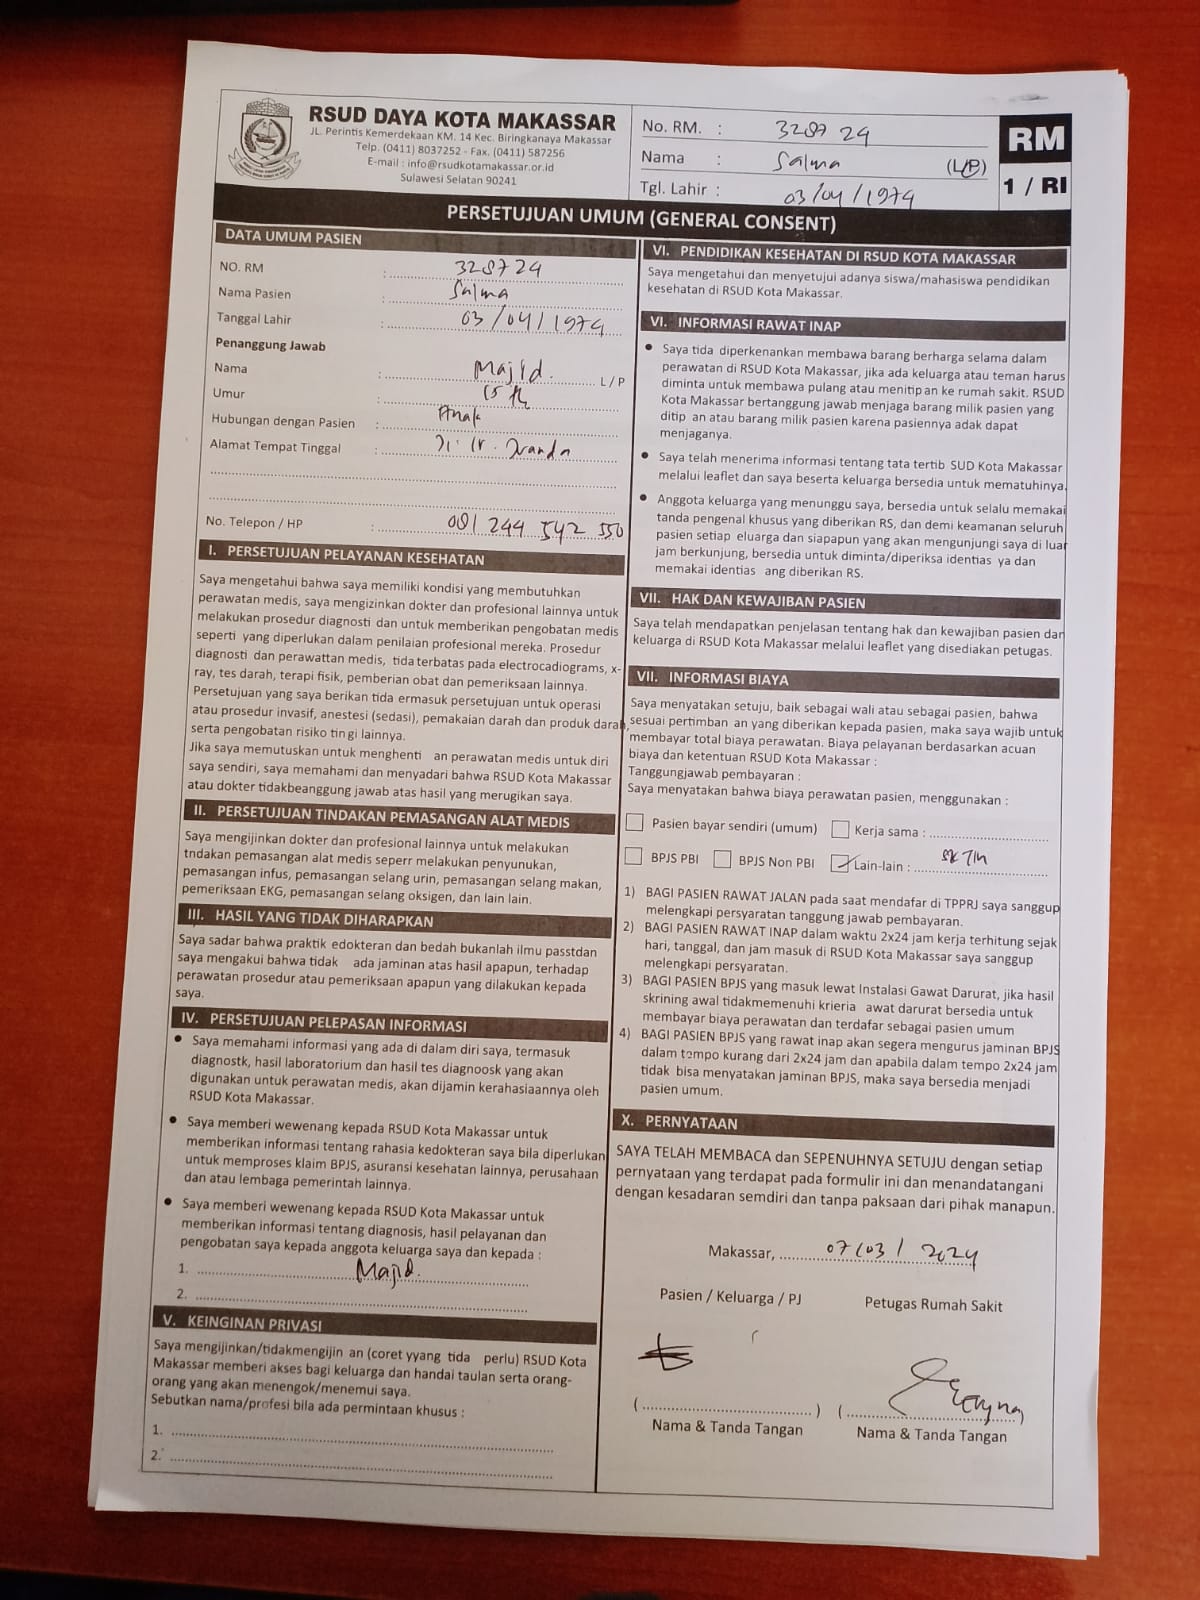 RSUD DAYA KOTA MAKASSAR
JL. Perintis Kemerdekaan KM. 14 Kec. Biringkanaya Makassar
Telp. (0411) 8037252 - Fax. (0411) 587256
E-mail : info@rsudkotamakassar.or.id
Sulawesi Selatan 90241
No. RM. : 328724
Nama : Salma (L/P)
Tgl. Lahir : 03/04/1974
RM
1 / RI
PERSETUJUAN UMUM (GENERAL CONSENT)
DATA UMUM PASIEN
NO. RM : 328724
Nama Pasien : Salma
Tanggal Lahir : 03/04/1974
Penanggung Jawab
Nama : Majid. L / P
Umur : 15 th
Hubungan dengan Pasien : Anak
Alamat Tempat Tinggal : Jl. Ir. Juanda
No. Telepon / HP : 081 244 542 550
I. PERSETUJUAN PELAYANAN KESEHATAN
Saya mengetahui bahwa saya memiliki kondisi yang membutuhkan
perawatan medis, saya mengizinkan dokter dan profesional lainnya untuk
melakukan prosedur diagnosti dan untuk memberikan pengobatan medis
seperti yang diperlukan dalam penilaian profesional mereka. Prosedur
diagnosti dan perawattan medis, tida terbatas pada electrocadiograms, x-
ray, tes darah, terapi fisik, pemberian obat dan pemeriksaan lainnya.
Persetujuan yang saya berikan tida ermasuk persetujuan untuk operasi
atau prosedur invasif, anestesi (sedasi), pemakaian darah dan produk darah,
serta pengobatan risiko tin gi lainnya.
Jika saya memutuskan untuk menghenti an perawatan medis untuk diri
saya sendiri, saya memahami dan menyadari bahwa RSUD Kota Makassar
atau dokter tidakbeanggung jawab atas hasil yang merugikan saya.
II. PERSETUJUAN TINDAKAN PEMASANGAN ALAT MEDIS
Saya mengijinkan dokter dan profesional lainnya untuk melakukan
tndakan pemasangan alat medis seperr melakukan penyunukan,
pemasangan infus, pemasangan selang urin, pemasangan selang makan,
pemeriksaan EKG, pemasangan selang oksigen, dan lain lain.
III. HASIL YANG TIDAK DIHARAPKAN
Saya sadar bahwa praktik edokteran dan bedah bukanlah ilmu passtdan
saya mengakui bahwa tidak ada jaminan atas hasil apapun, terhadap
perawatan prosedur atau pemeriksaan apapun yang dilakukan kepada
saya.
IV. PERSETUJUAN PELEPASAN INFORMASI
• Saya memahami informasi yang ada di dalam diri saya, termasuk
diagnostk, hasil laboratorium dan hasil tes diagnoosk yang akan
digunakan untuk perawatan medis, akan dijamin kerahasiaannya oleh
RSUD Kota Makassar.
• Saya memberi wewenang kepada RSUD Kota Makassar untuk
memberikan informasi tentang rahasia kedokteran saya bila diperlukan
untuk memproses klaim BPJS, asuransi kesehatan lainnya, perusahaan
dan atau lembaga pemerintah lainnya.
• Saya memberi wewenang kepada RSUD Kota Makassar untuk
memberikan informasi tentang diagnosis, hasil pelayanan dan
pengobatan saya kepada anggota keluarga saya dan kepada :
1. Majid.
2.
V. KEINGINAN PRIVASI
Saya mengijinkan/tidakmengijin an (coret yyang tida perlu) RSUD Kota
Makassar memberi akses bagi keluarga dan handai taulan serta orang-
orang yang akan menengok/menemui saya.
Sebutkan nama/profesi bila ada permintaan khusus :
1.
2.
VI. PENDIDIKAN KESEHATAN DI RSUD KOTA MAKASSAR
Saya mengetahui dan menyetujui adanya siswa/mahasiswa pendidikan
kesehatan di RSUD Kota Makassar.
VI. INFORMASI RAWAT INAP
• Saya tida diperkenankan membawa barang berharga selama dalam
perawatan di RSUD Kota Makassar, jika ada keluarga atau teman harus
diminta untuk membawa pulang atau menitip an ke rumah sakit. RSUD
Kota Makassar bertanggung jawab menjaga barang milik pasien yang
ditip an atau barang milik pasien karena pasiennya adak dapat
menjaganya.
• Saya telah menerima informasi tentang tata tertib SUD Kota Makassar
melalui leaflet dan saya beserta keluarga bersedia untuk mematuhinya.
• Anggota keluarga yang menunggu saya, bersedia untuk selalu memakai
tanda pengenal khusus yang diberikan RS, dan demi keamanan seluruh
pasien setiap eluarga dan siapapun yang akan mengunjungi saya di luar
jam berkunjung, bersedia untuk diminta/diperiksa identias ya dan
memakai identias ang diberikan RS.
VII. HAK DAN KEWAJIBAN PASIEN
Saya telah mendapatkan penjelasan tentang hak dan kewajiban pasien dan
keluarga di RSUD Kota Makassar melalui leaflet yang disediakan petugas.
VII. INFORMASI BIAYA
Saya menyatakan setuju, baik sebagai wali atau sebagai pasien, bahwa
sesuai pertimban an yang diberikan kepada pasien, maka saya wajib untuk
membayar total biaya perawatan. Biaya pelayanan berdasarkan acuan
biaya dan ketentuan RSUD Kota Makassar :
Tanggungjawab pembayaran :
Saya menyatakan bahwa biaya perawatan pasien, menggunakan :
Pasien bayar sendiri (umum) Kerja sama :
BPJS PBI BPJS Non PBI Lain-lain :
1) BAGI PASIEN RAWAT JALAN pada saat mendafar di TPPRJ saya sanggup
melengkapi persyaratan tanggung jawab pembayaran.
2) BAGI PASIEN RAWAT INAP dalam waktu 2x24 jam kerja terhitung sejak
hari, tanggal, dan jam masuk di RSUD Kota Makassar saya sanggup
melengkapi persyaratan.
3) BAGI PASIEN BPJS yang masuk lewat Instalasi Gawat Darurat, jika hasil
skrining awal tidakmemenuhi krieria awat darurat bersedia untuk
membayar biaya perawatan dan terdafar sebagai pasien umum
4) BAGI PASIEN BPJS yang rawat inap akan segera mengurus jaminan BPJS
dalam tempo kurang dari 2x24 jam dan apabila dalam tempo 2x24 jam
tidak bisa menyatakan jaminan BPJS, maka saya bersedia menjadi
pasien umum.
X. PERNYATAAN
SAYA TELAH MEMBACA dan SEPENUHNYA SETUJU dengan setiap
pernyataan yang terdapat pada formulir ini dan menandatangani
dengan kesadaran semdiri dan tanpa paksaan dari pihak manapun.
Makassar, 07/03/2024
Pasien / Keluarga / PJ Petugas Rumah Sakit
( ) (
)
Nama & Tanda Tangan Nama & Tanda Tangan